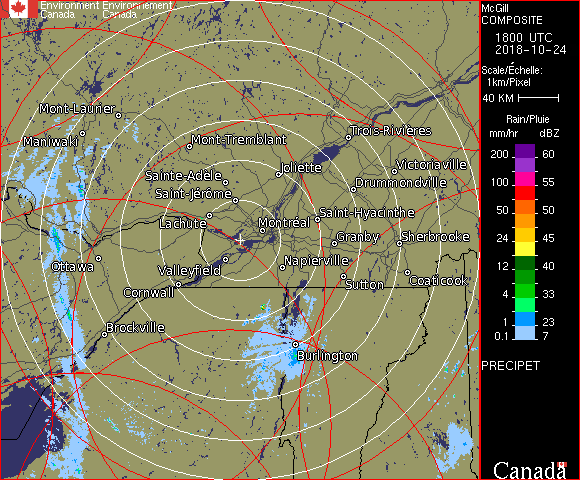 Environment Environnement
Canada Canada
McGill
COMPOSITE
1800 UTC
2018-10-24
Scale/Échelle:
1km/Pixel
40 KM
Rain/Pluie
mm/hr dBZ
200 60
100 55
50 50
24 45
12 40
4 33
1 23
0.1 7
PRECIPET
Canada
Mont-Laurier
Maniwaki
Mont-Tremblant
Trois-Rivières
Sainte-Adèle
Joliette
Victoriaville
Saint-Jérôme
Drummondville
Lachute
Montréal
Saint-Hyacinthe
Granby
Sherbrooke
Ottawa
Valleyfield
Napierville
Cornwall
Sutton
Coaticook
Brockville
Burlington